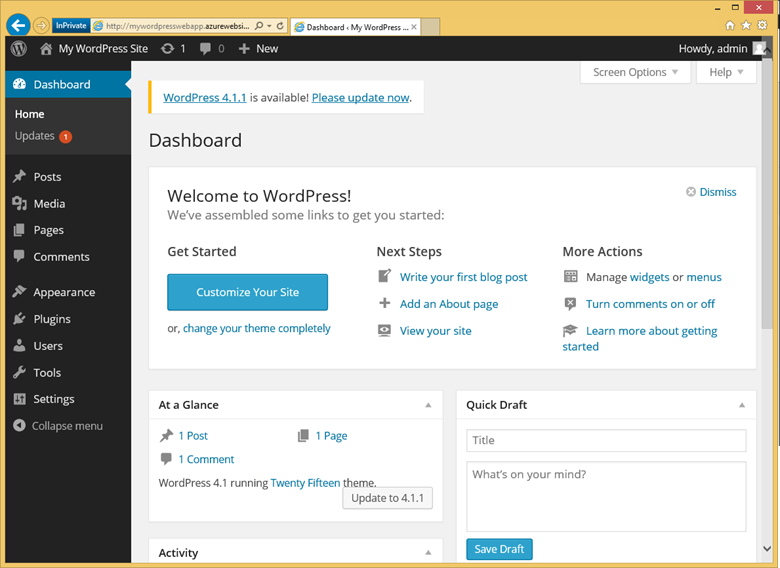 InPrivate
http://mywordpresswebapp.azurewebsi...
Dashboard ‹ My WordPress ...
My WordPress Site
1
0
New
Howdy, admin
Dashboard
Home
Updates 1
Posts
Media
Pages
Comments
Appearance
Plugins
Users
Tools
Settings
Collapse menu
Screen Options
Help
WordPress 4.1.1 is available! Please update now.
Dashboard
Welcome to WordPress!
We've assembled some links to get you started:
Dismiss
Get Started
Customize Your Site
or, change your theme completely
Next Steps
Write your first blog post
Add an About page
View your site
More Actions
Manage widgets or menus
Turn comments on or off
Learn more about getting
started
At a Glance
1 Post
1 Page
1 Comment
WordPress 4.1 running Twenty Fifteen theme.
Update to 4.1.1
Activity
Quick Draft
Title
What's on your mind?
Save Draft